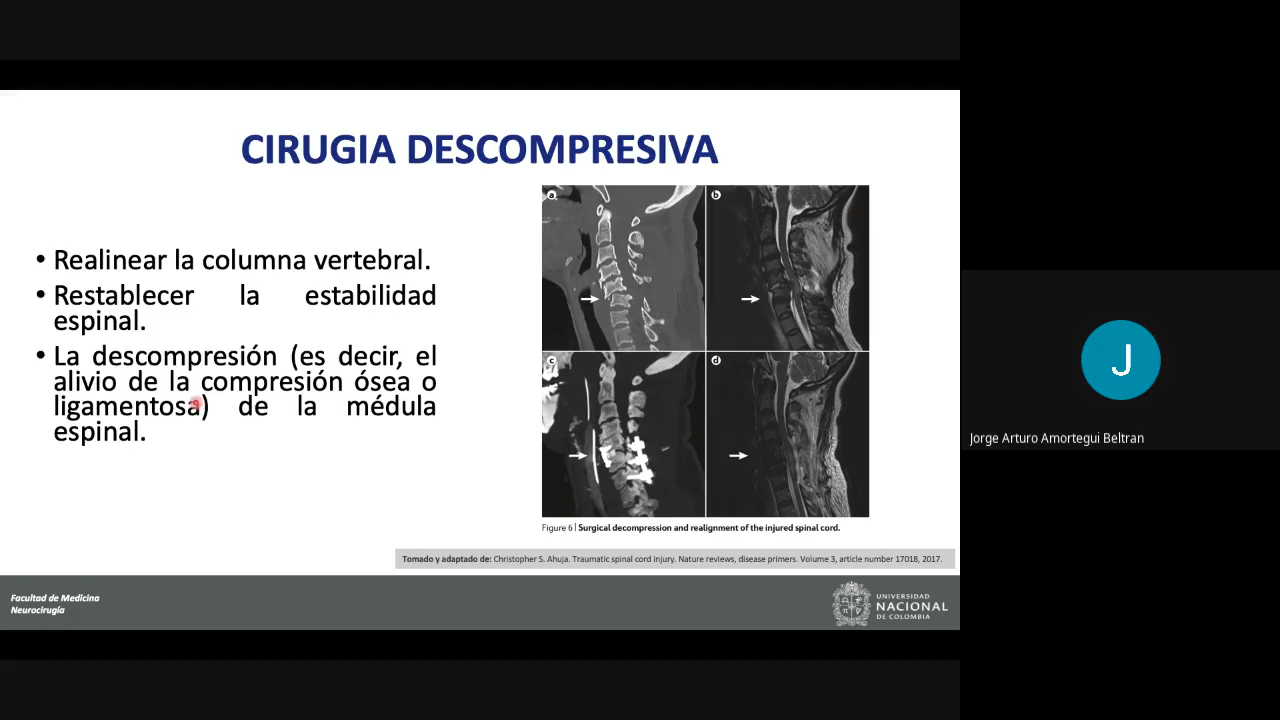 CIRUGIA DESCOMPRESIVA
• Realinear la columna vertebral.
• Restablecer la estabilidad
espinal.
• La descompresión (es decir, el
alivio de la compresión ósea o
ligamentosa) de la médula
espinal.
a
b
c
d
Figure 6 | Surgical decompression and realignment of the injured spinal cord.
Tomado y adaptado de: Christopher S. Ahuja. Traumatic spinal cord injury. Nature reviews, disease primers. Volume 3, article number 17018, 2017.
Facultad de Medicina
Neurocirugía
UNIVERSIDAD
NACIONAL
DE COLOMBIA
J
Jorge Arturo Amortegui Beltran